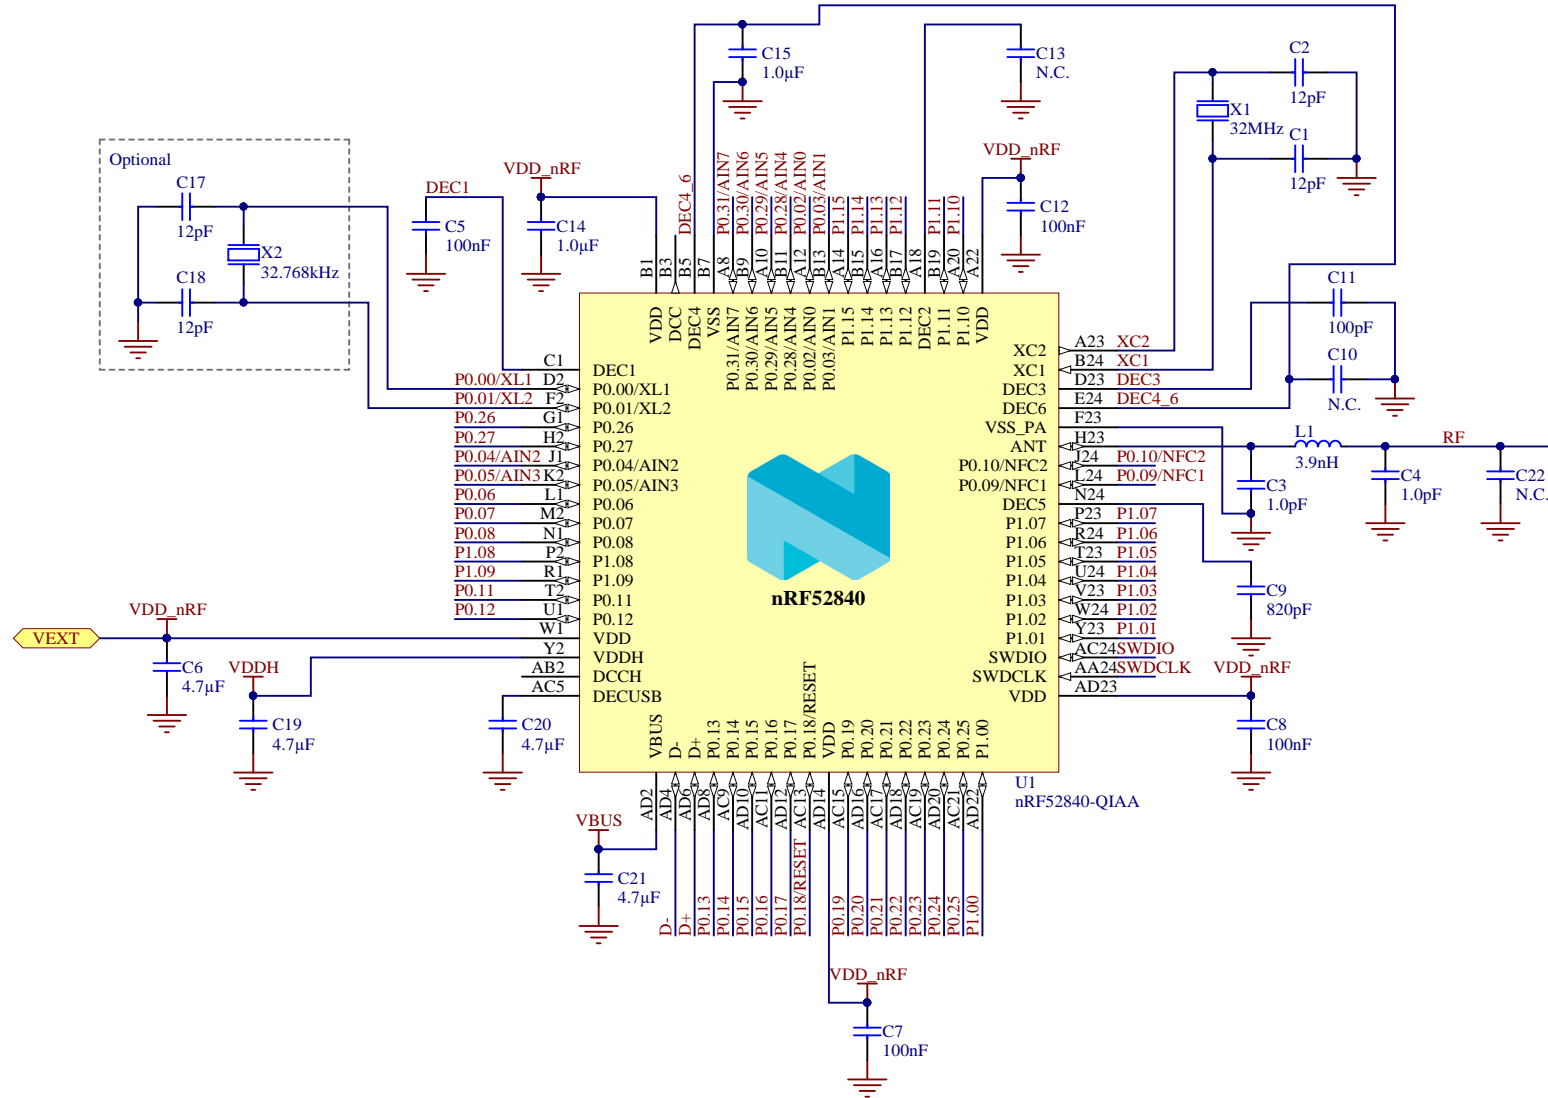 C15
1.0µF
C13
N.C.
C2
12pF
X1
32MHz
C1
12pF
Optional
C17
12pF
X2
32.768kHz
C18
12pF
DEC1
C5
100nF
VDD_nRF
C14
1.0µF
VDD_nRF
C12
100nF
DEC4_6
P0.31/AIN7
P0.30/AIN6
P0.29/AIN5
P0.28/AIN4
P0.02/AIN0
P0.03/AIN1
P1.15
P1.14
P1.13
P1.12
P1.11
P1.10
B1
B3
B5
B7
A8
B9
A10
B11
A12
B13
A14
B15
A16
B17
A18
B19
A20
A22
VDD
DCC
DEC4
VSS
P0.31/AIN7
P0.30/AIN6
P0.29/AIN5
P0.28/AIN4
P0.02/AIN0
P0.03/AIN1
P1.15
P1.14
P1.13
P1.12
DEC2
P1.11
P1.10
VDD
C11
100pF
C10
N.C.
C1 DEC1
P0.00/XL1 D2 P0.00/XL1
P0.01/XL2 F2 P0.01/XL2
P0.26 G1 P0.26
P0.27 H2 P0.27
P0.04/AIN2 J1 P0.04/AIN2
P0.05/AIN3 K2 P0.05/AIN3
P0.06 L1 P0.06
P0.07 M2 P0.07
P0.08 N1 P0.08
P1.08 P2 P1.08
P1.09 R1 P1.09
P0.11 T2 P0.11
P0.12 U1 P0.12
W1 VDD
Y2 VDDH
AB2 DCCH
AC5 DECUSB
XC2 A23 XC2
XC1 B24 XC1
DEC3 D23 DEC3
DEC6 E24 DEC4_6
VSS_PA F23
ANT H23
P0.10/NFC2 J24 P0.10/NFC2
P0.09/NFC1 L24 P0.09/NFC1
DEC5 N24
P1.07 P23 P1.07
P1.06 R24 P1.06
P1.05 T23 P1.05
P1.04 U24 P1.04
P1.03 V23 P1.03
P1.02 W24 P1.02
P1.01 Y23 P1.01
SWDIO AC24 SWDIO
SWDCLK AA24 SWDCLK
VDD AD23
L1
3.9nH
RF
C3
1.0pF
C4
1.0pF
C22
N.C.
C9
820pF
nRF52840
VDD_nRF
VEXT
C6
4.7µF
VDDH
C19
4.7µF
C20
4.7µF
VDD_nRF
C8
100nF
VBUS
D-
D+
P0.13
P0.14
P0.15
P0.16
P0.17
P0.18/RESET
VDD
P0.19
P0.20
P0.21
P0.22
P0.23
P0.24
P0.25
P1.00
U1
nRF52840-QIAA
AD2
AD4
AD6
AD8
AC9
AD10
AC11
AD12
AC13
AD14
AC15
AD16
AC17
AD18
AC19
AD20
AC21
AD22
VBUS
C21
4.7µF
D-
D+
P0.13
P0.14
P0.15
P0.16
P0.17
P0.18/RESET
P0.19
P0.20
P0.21
P0.22
P0.23
P0.24
P0.25
P1.00
VDD_nRF
C7
100nF